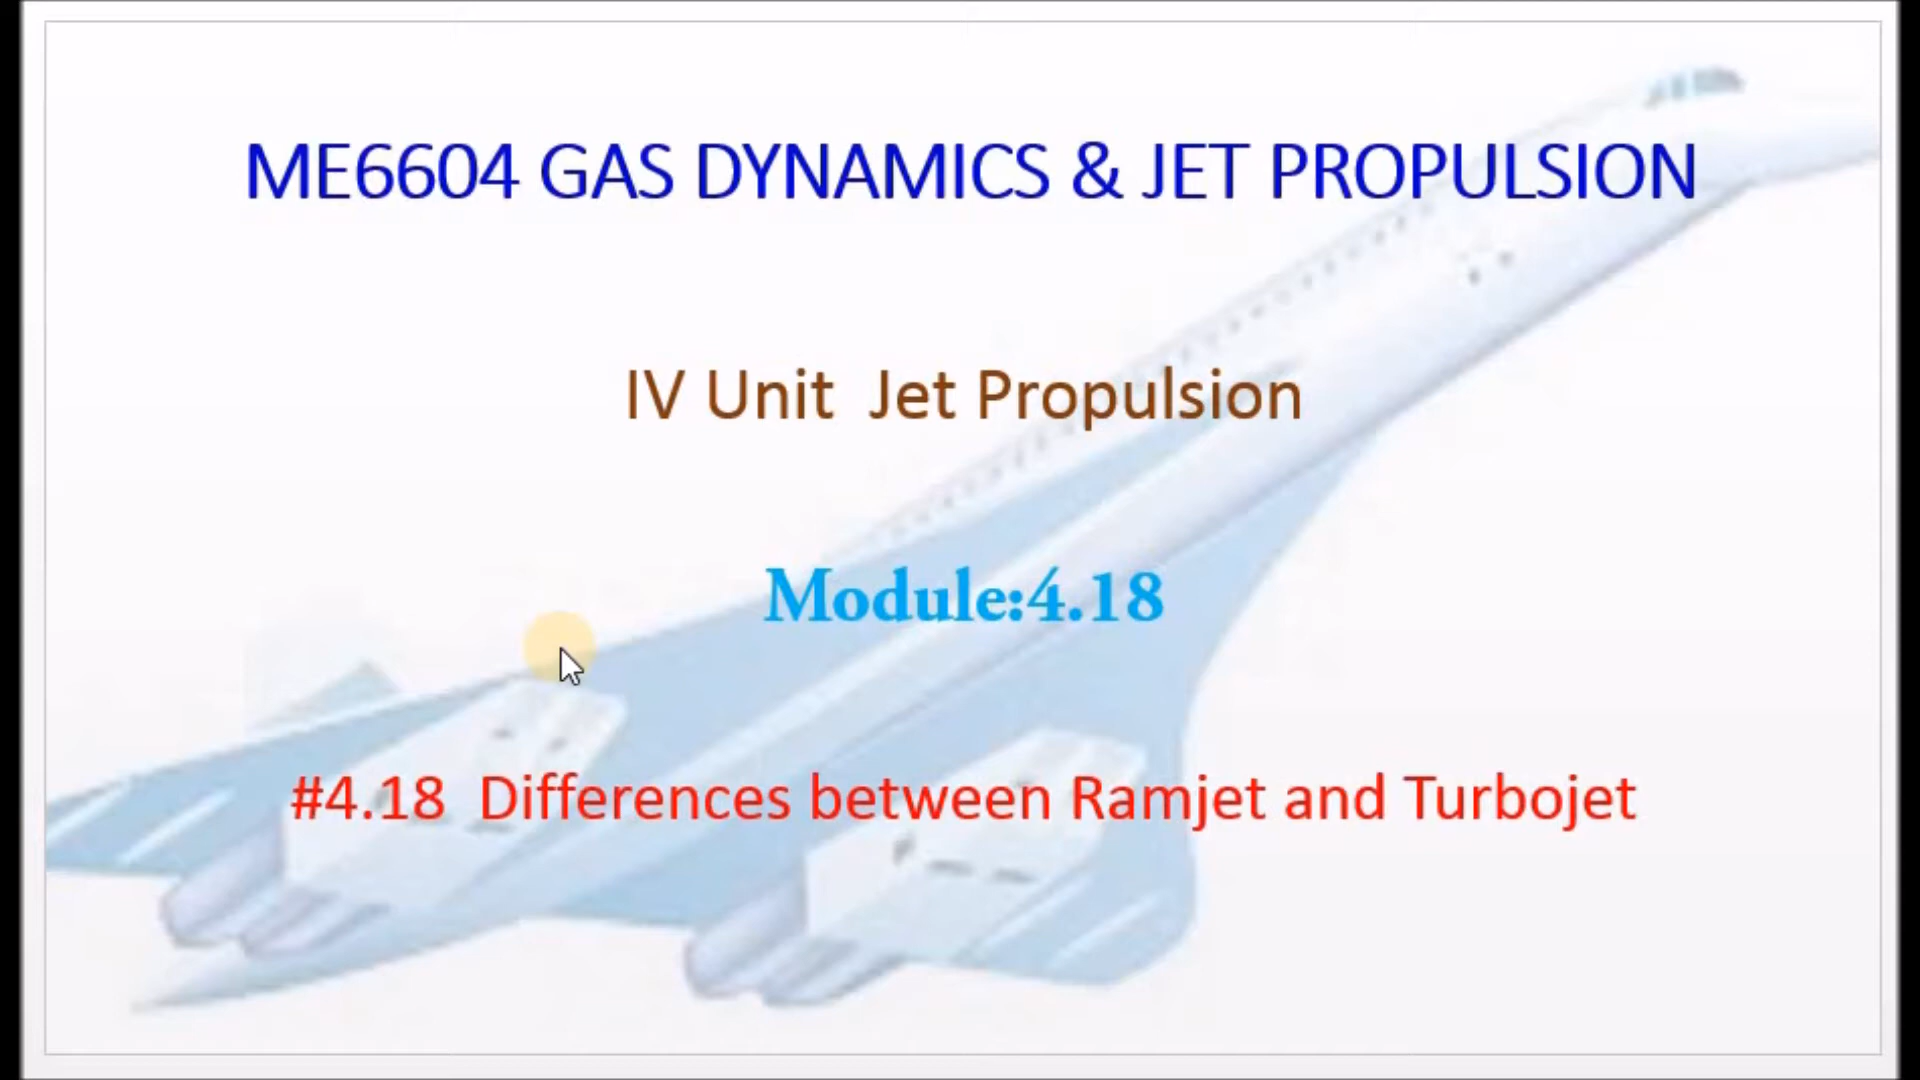 ME6604 GAS DYNAMICS & JET PROPULSION
IV Unit  Jet Propulsion
Module:4.18
#4.18  Differences between Ramjet and Turbojet